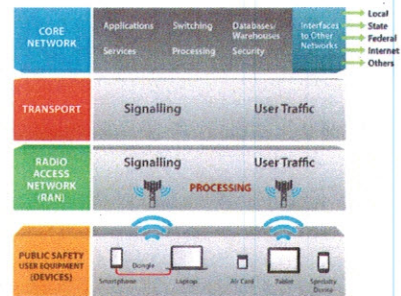 CORE
NETWORK
Applications
Switching
Databases/
Warehouses
Interfaces
to Other
Networks
Services
Processing
Security
Local
State
Federal
Internet
Others
TRANSPORT
Signalling
User Traffic
RADIO
ACCESS
NETWORK
(RAN)
Signalling
User Traffic
PROCESSING
PUBLIC SAFETY
USER EQUIPMENT
(DEVICES)
Dongle
Smartphone
Laptop
Air Card
Tablet
Specialty
Device